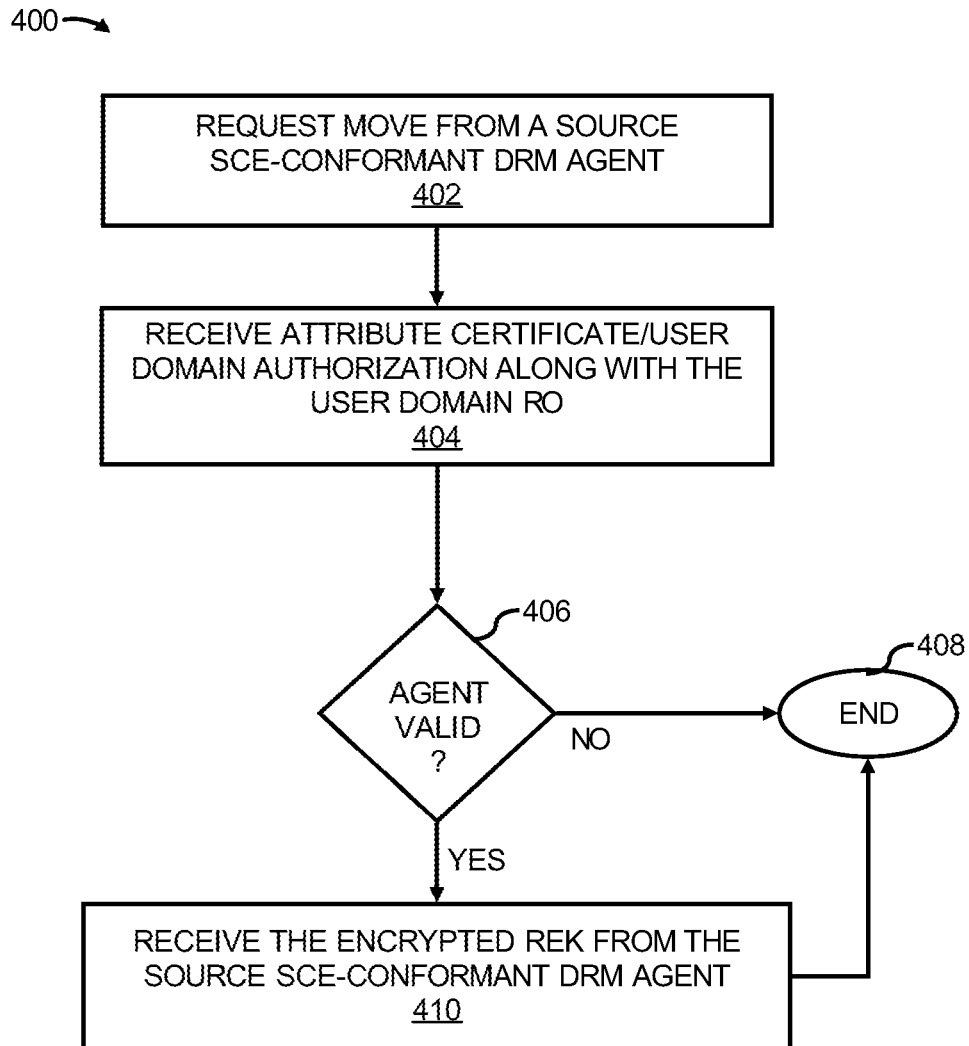 400
REQUEST MOVE FROM A SOURCE
SCE-CONFORMANT DRM AGENT
402
RECEIVE ATTRIBUTE CERTIFICATE/USER
DOMAIN AUTHORIZATION ALONG WITH THE
USER DOMAIN RO
404
406
AGENT
VALID
?
NO
408
END
YES
RECEIVE THE ENCRYPTED REK FROM THE
SOURCE SCE-CONFORMANT DRM AGENT
410